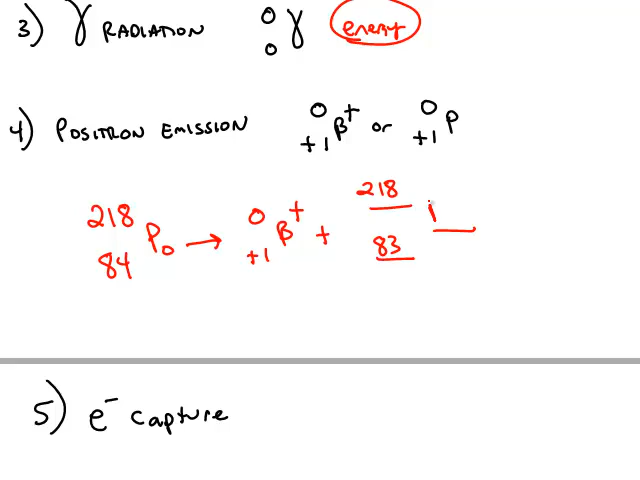 3) γ RADIATION 0 0 γ energy
4) POSITRON EMISSION 0 +1 β+ or 0 +1 P
218 84 Po → 0 +1 β+ + 218 83
5) e- capture